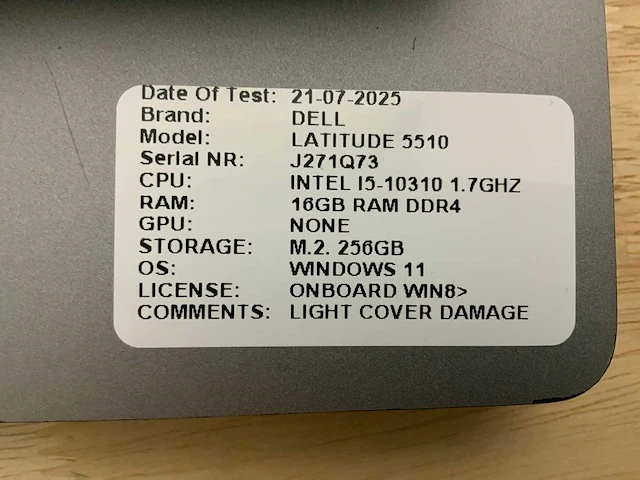 Date Of Test: 21-07-2025
Brand: DELL
Model: LATITUDE 5510
Serial NR: J271Q73
CPU: INTEL I5-10310 1.7GHZ
RAM: 16GB RAM DDR4
GPU: NONE
STORAGE: M.2. 256GB
OS: WINDOWS 11
LICENSE: ONBOARD WIN8>
COMMENTS: LIGHT COVER DAMAGE